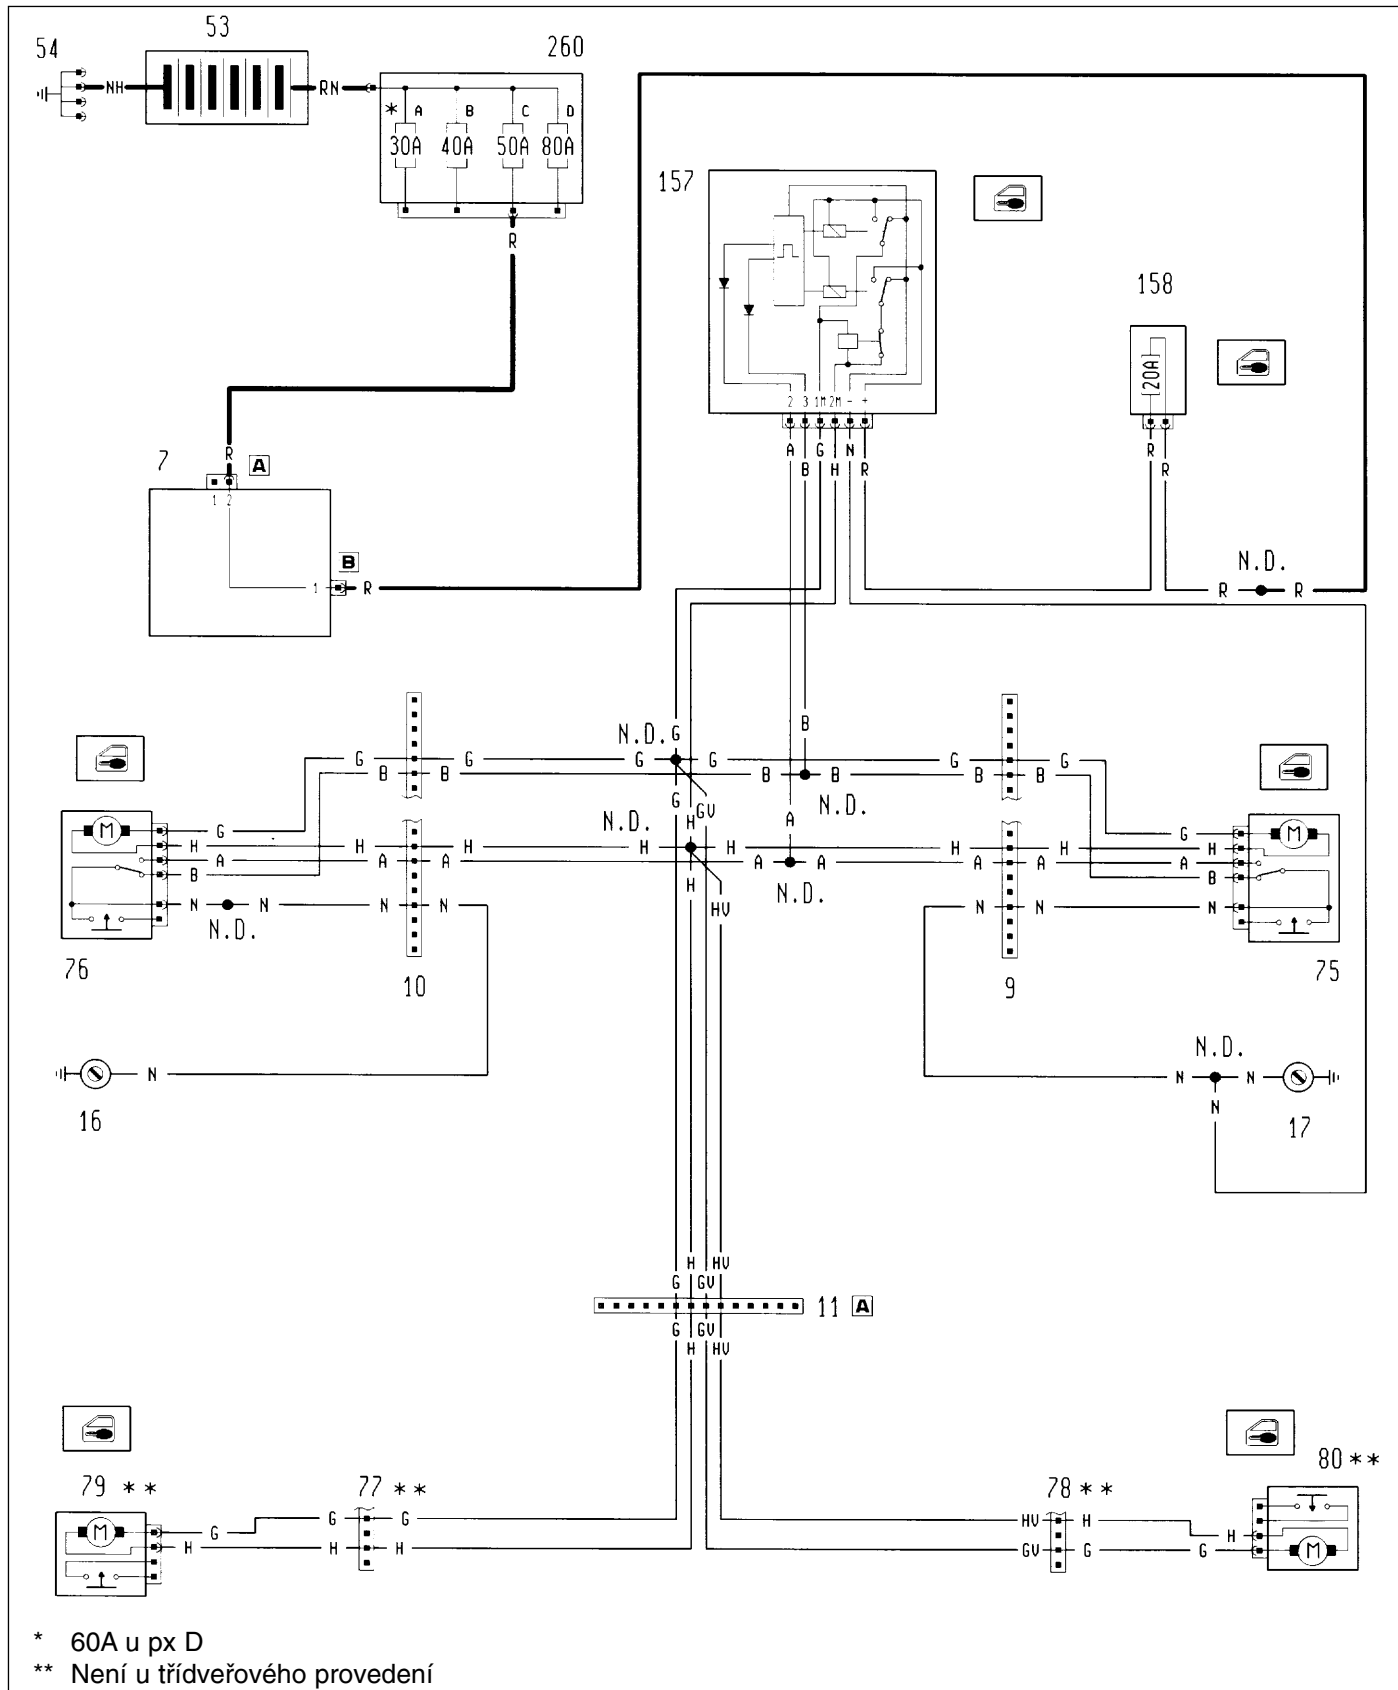 53
54
260
NH
RN
* A B C D
30A 40A 50A 80A
157
R
158
20A
2 3 1M 2M - +
A G N
B H R
R
R
7
R
A
1 2
B
1
R
N.D.
R R
B
G
N.D.
G G G G G G
B B B B B B
N.D.
G
GV
H
A
N.D.
M
G
H H H H H H
A A A A A A
B
N N N N
N.D.
N.D.
H
HV
G
M
H
A
B
N N N
76
10
9
75
N
16
N.D.
N N
N
17
H HV
G GV
11 A
G GV
H HV
79 **
77 **
78 **
80 **
M
G G G
H H H
HV H H
GV G G
M
* 60A u px D
** Není u třídveřového provedení